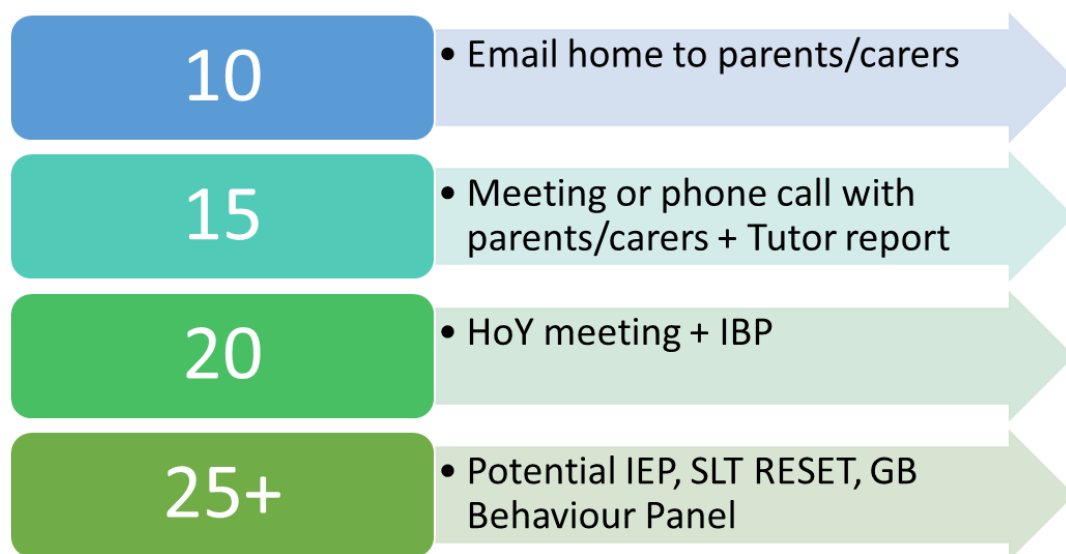 10
• Email home to parents/carers
15
• Meeting or phone call with
parents/carers + Tutor report
20
• HoY meeting + IBP
25+
• Potential IEP, SLT RESET, GB
Behaviour Panel